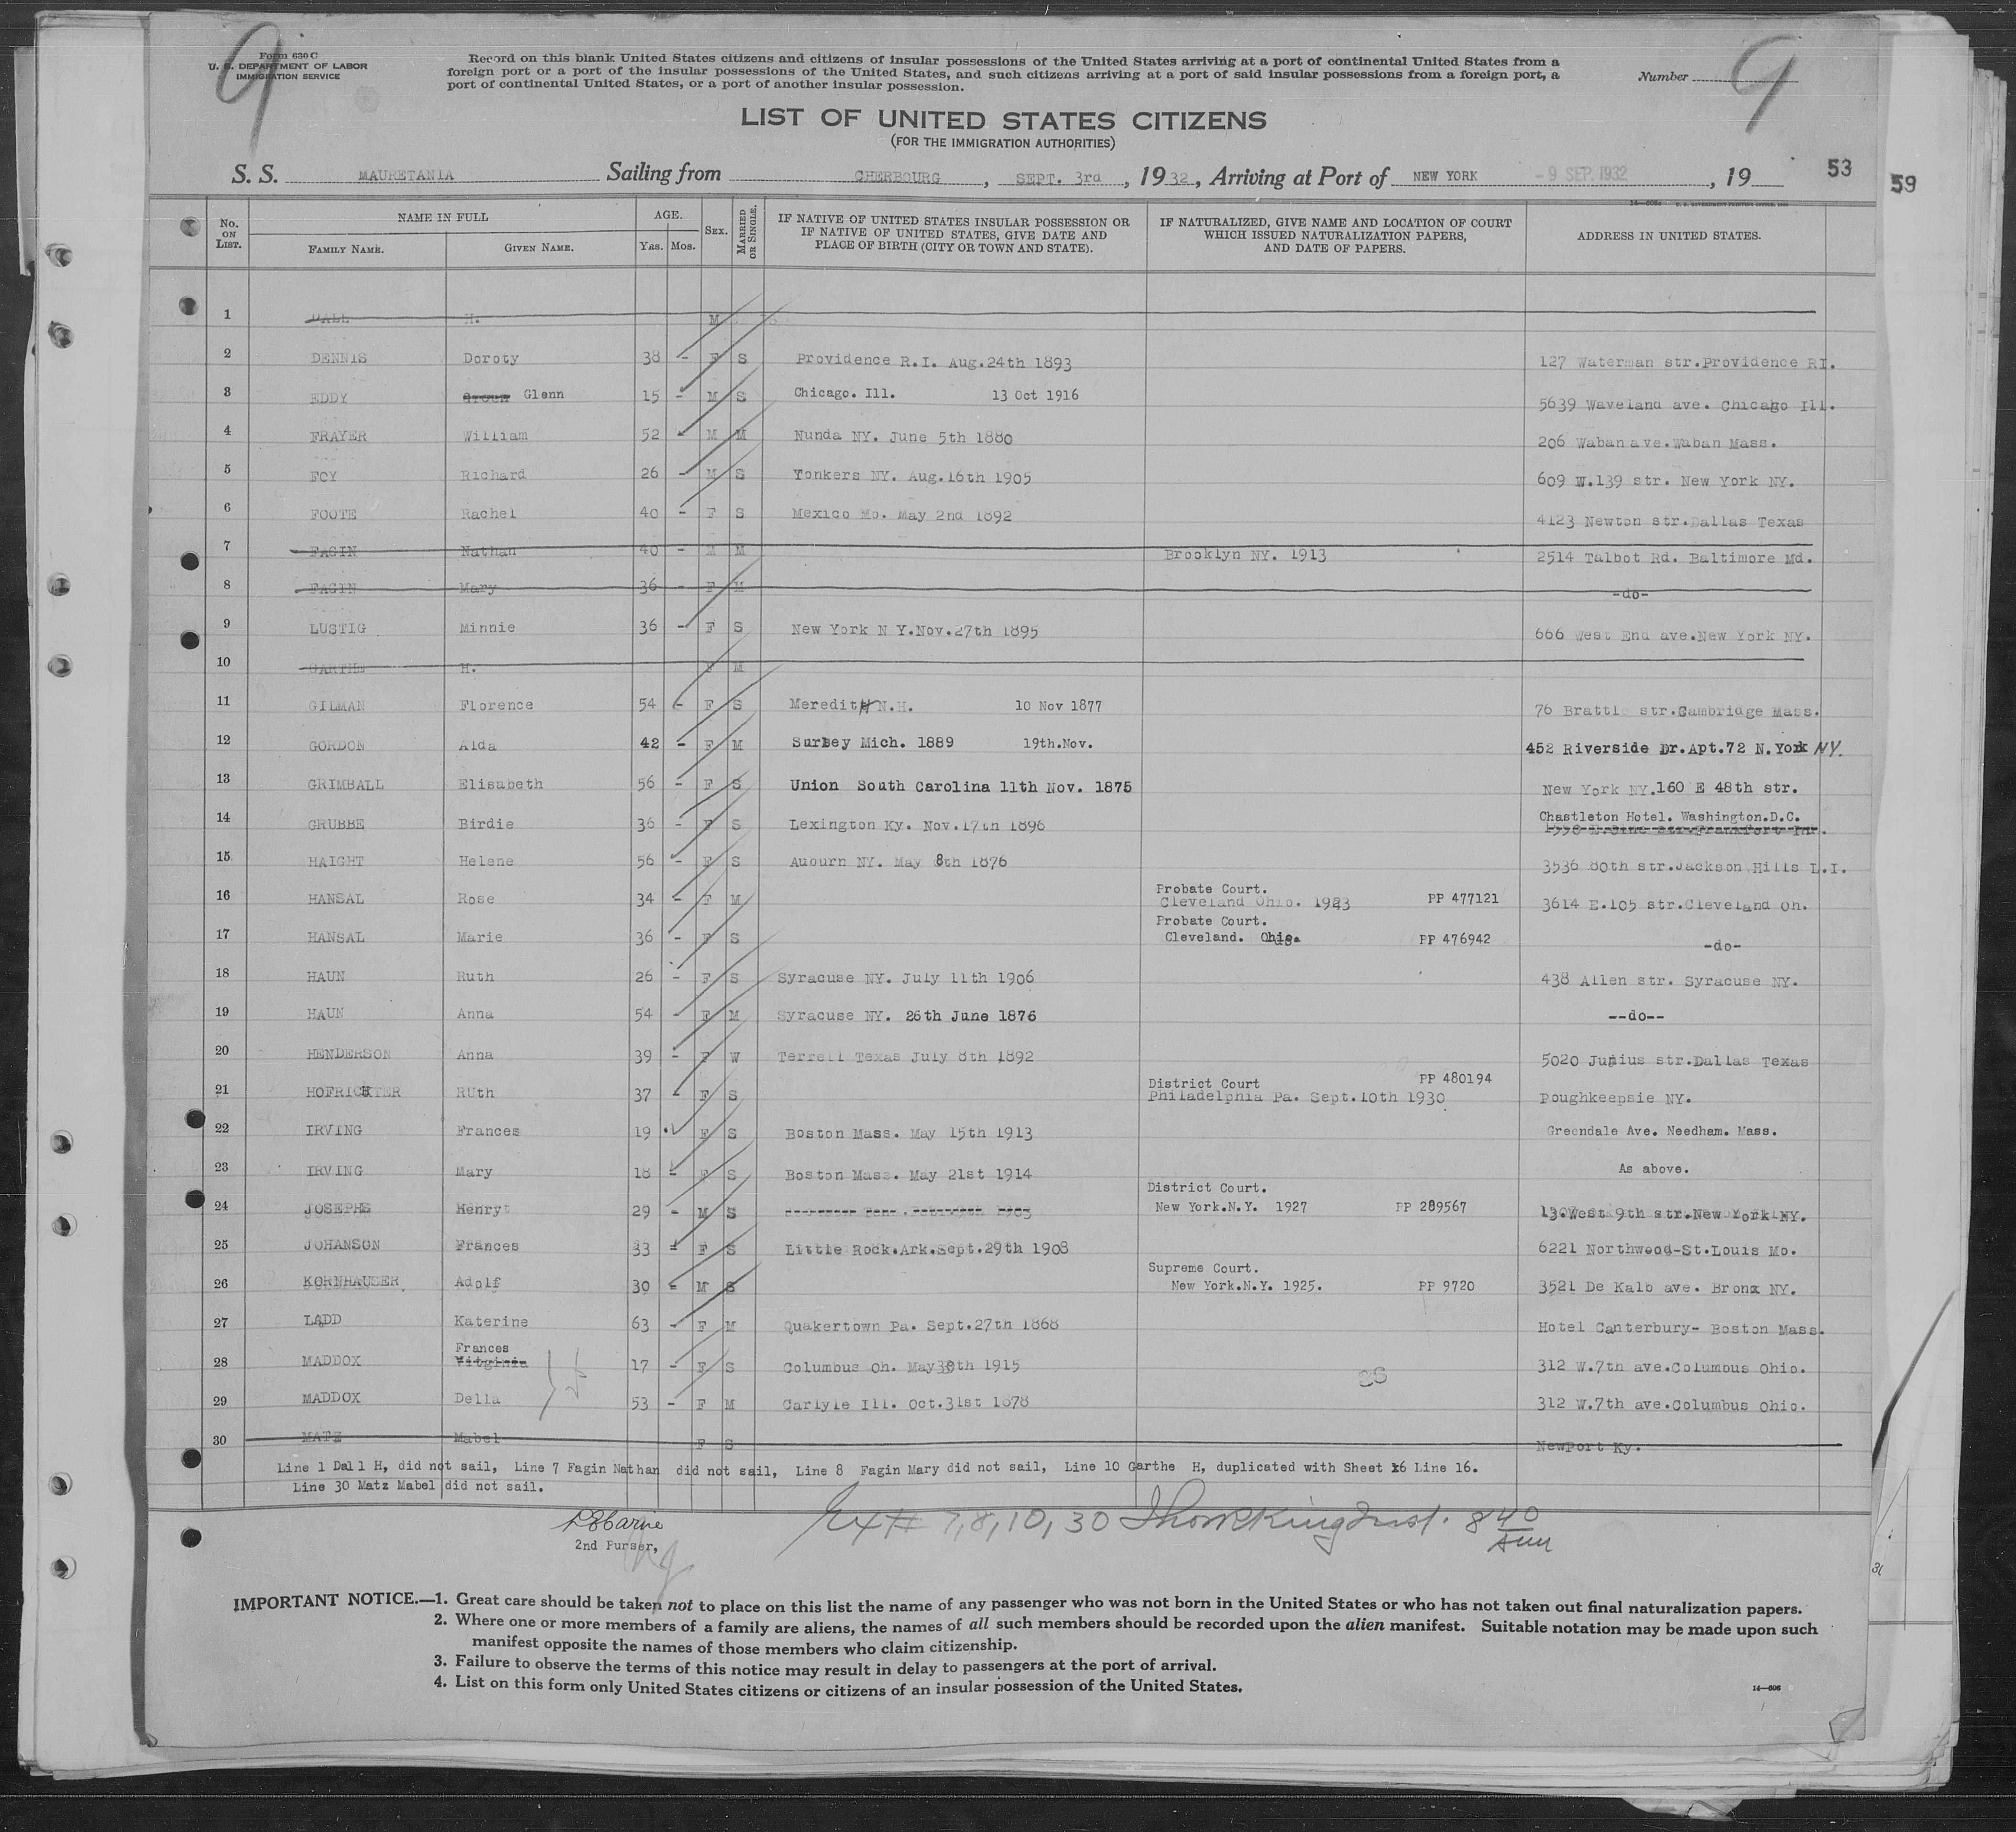 9
9
Form 630 C
U. S. DEPARTMENT OF LABOR
IMMIGRATION SERVICE
Record on this blank United States citizens and citizens of insular possessions of the United States arriving at a port of continental United States from a
foreign port or a port of the insular possessions of the United States, and such citizens arriving at a port of said insular possessions from a foreign port, a
port of continental United States, or a port of another insular possession.
Number
LIST OF UNITED STATES CITIZENS
(FOR THE IMMIGRATION AUTHORITIES)
S. S. MAURETANIA Sailing from CHERBOURG, SEPT. 3rd, 1932, Arriving at Port of NEW YORK - 9 SEP. 1932, 19 53
59
No. ON LIST. NAME IN FULL FAMILY NAME. GIVEN NAME. AGE. YRS. MOS. SEX. MARRIED OR SINGLE. IF NATIVE OF UNITED STATES INSULAR POSSESSION OR IF NATIVE OF UNITED STATES, GIVE DATE AND PLACE OF BIRTH (CITY OR TOWN AND STATE). IF NATURALIZED, GIVE NAME AND LOCATION OF COURT WHICH ISSUED NATURALIZATION PAPERS, AND DATE OF PAPERS. ADDRESS IN UNITED STATES.
1 DALL H. M
2 DENNIS Doroty 38 - F S Providence R.I. Aug.24th 1893 127 Waterman str.Providence RI.
3 EDDY Glenn 15 - M S Chicago. Ill. 13 Oct 1916 5639 Waveland ave. Chicago Ill.
4 FRAYER William 52 - M M Nunda NY. June 5th 1880 206 Waban ave.Waban Mass.
5 FOY Richard 26 - M S Yonkers NY. Aug.16th 1905 609 W.139 str. New York NY.
6 FOOTE Rachel 40 - F S Mexico Mo. May 2nd 1892 4123 Newton str.Dallas Texas
7 FAGIN Nathan 40 - M M Brooklyn NY. 1913 2514 Talbot Rd. Baltimore Md.
8 FAGIN Mary 36 - F M -do-
9 LUSTIG Minnie 36 - F S New York N Y.Nov.27th 1895 666 West End ave.New York NY.
10 GARTHE H. F M
11 GILMAN Florence 54 - F S Meredith N.H. 10 Nov 1877 76 Brattle str.Cambridge Mass.
12 GORDON Alda 42 - F M Surbey Mich. 1889 19th.Nov. 452 Riverside Dr.Apt.72 N.York NY.
13 GRIMBALL Elisabeth 56 - F S Union South Carolina 11th Nov. 1875 New York NY.160 E 48th str.
14 GRUBBE Birdie 36 - F S Lexington Ky. Nov.17th 1896 Chastleton Hotel. Washington.D.C.
15 HAIGHT Helene 56 - F S Auburn NY. May 8th 1876 3536 80th str.Jackson Hills L.I.
16 HANSAL Rose 34 - F M Probate Court. Cleveland Ohio. 1923 PP 477121 3614 E.105 str.Cleveland Oh.
17 HANSAL Marie 36 - F S Probate Court. Cleveland. Ohio. PP 476942 -do-
18 HAUN Ruth 26 - F S Syracuse NY. July 11th 1906 438 Allen str. Syracuse NY.
19 HAUN Anna 54 - F M Syracuse NY. 26th June 1876 --do--
20 HENDERSON Anna 39 - F W Terrell Texas July 8th 1892 5020 Junius str.Dallas Texas
21 HOFRICHTER RUth 37 - F S District Court Philadelphia Pa. Sept.10th 1930 PP 480194 Poughkeepsie NY.
22 IRVING Frances 19 F S Boston Mass. May 15th 1913 Greendale Ave. Needham. Mass.
23 IRVING Mary 18 - F S Boston Mass. May 21st 1914 As above.
24 JOSEPHS Henry 29 - M S District Court. New York.N.Y. 1927 PP 289567 13.West 9th str.New York NY.
25 JOHANSON Frances 33 - F S Little Rock.Ark.Sept.29th 1908 6221 Northwood-St.Louis Mo.
26 KORNHAUSER Adolf 30 - M S Supreme Court. New York.N.Y. 1925. PP 9720 3521 De Kalb ave. Bronx NY.
27 LADD Katerine 63 - F M Quakertown Pa. Sept.27th 1868 Hotel Canterbury- Boston Mass.
28 MADDOX Frances Virginia 17 - F S Columbus Oh. May 30th 1915 312 W.7th ave.Columbus Ohio.
29 MADDOX Della 53 - F M Carlyle Ill. Oct.31st 1878 312 W.7th ave.Columbus Ohio.
30 MATZ Mabel F S NewPort Ky.
Line 1 Dall H, did not sail, Line 7 Fagin Nathan did not sail, Line 8 Fagin Mary did not sail, Line 10 Garthe H, duplicated with Sheet 16 Line 16.
Line 30 Matz Mabel did not sail.
2nd Purser,
7, 8, 10, 30
IMPORTANT NOTICE.—1. Great care should be taken not to place on this list the name of any passenger who was not born in the United States or who has not taken out final naturalization papers.
2. Where one or more members of a family are aliens, the names of all such members should be recorded upon the alien manifest. Suitable notation may be made upon such
manifest opposite the names of those members who claim citizenship.
3. Failure to observe the terms of this notice may result in delay to passengers at the port of arrival.
4. List on this form only United States citizens or citizens of an insular possession of the United States.
14—606